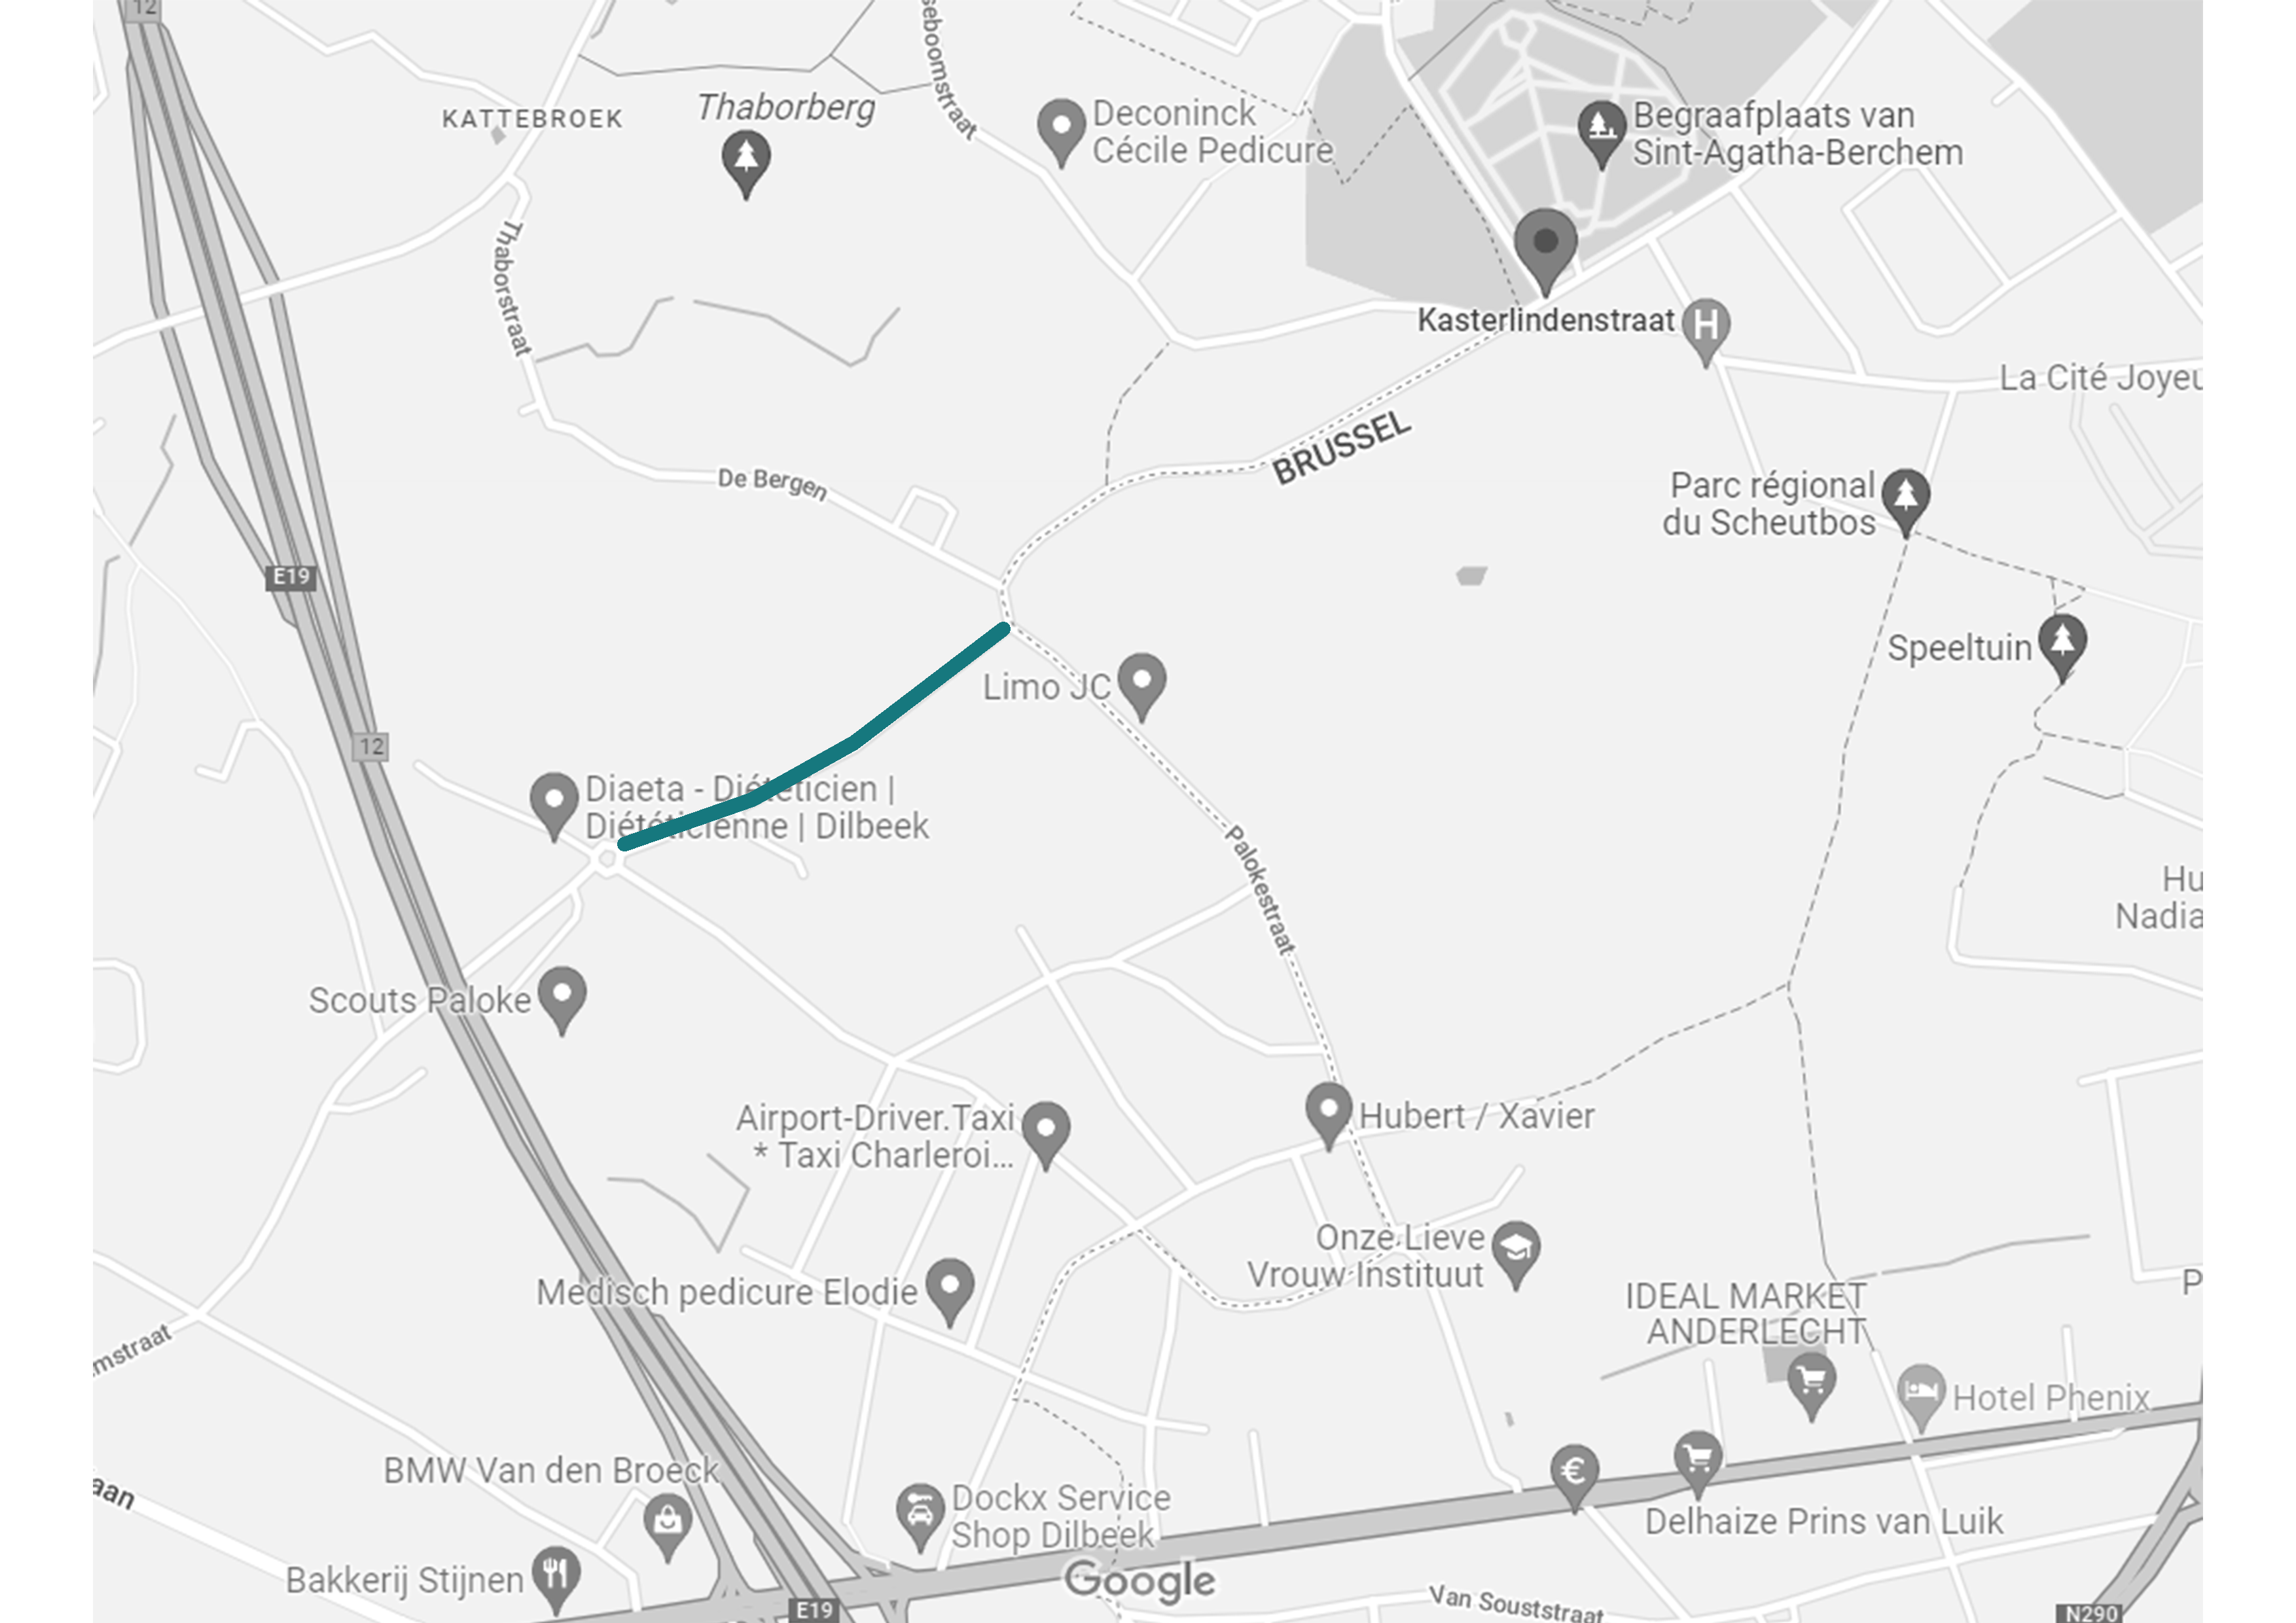 12
seboomstraat
KATTEBROEK
Thaborberg
Deconinck
Cécile Pedicure
Begraafplaats van
Sint-Agatha-Berchem
Thaborstraat
Kasterlindenstraat
H
La Cité Joyeu
De Bergen
BRUSSEL
Parc régional
du Scheutbos
E19
Speeltuin
Limo JC
12
Diaeta - Diététicien |
Diététicienne | Dilbeek
Palokestraat
Hu
Nadia
Scouts Paloke
Airport-Driver.Taxi
* Taxi Charleroi...
Hubert / Xavier
Onze-Lieve
Vrouw Instituut
Medisch pedicure Elodie
P
IDEAL MARKET
ANDERLECHT
mstraat
Hotel Phenix
BMW Van den Broeck
aan
€
Dockx Service
Shop Dilbeek
Delhaize Prins van Luik
Bakkerij Stijnen
Google
Van Souststraat
E19
N290